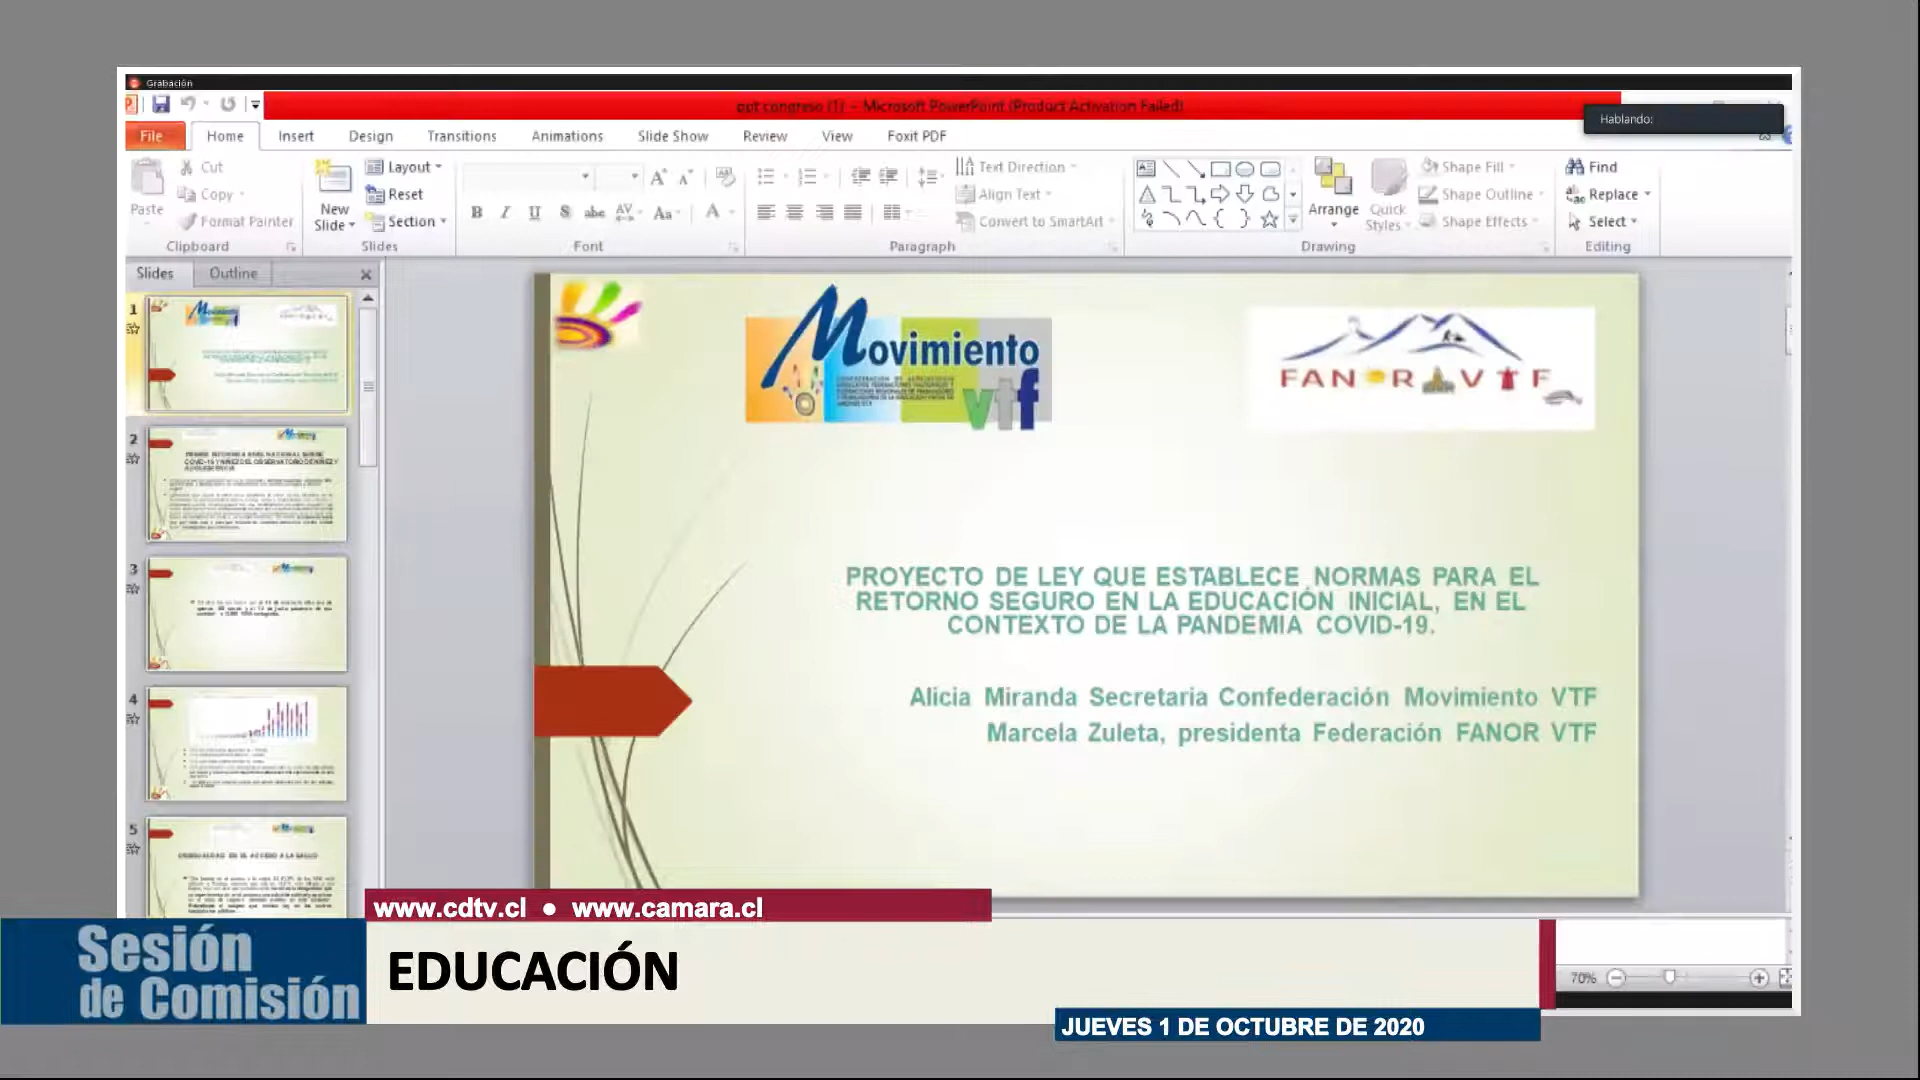 Grabación
ppt congreso (1) - Microsoft PowerPoint (Product Activation Failed)
Hablando:
File Home Insert Design Transitions Animations Slide Show Review View Foxit PDF
Paste
Cut
Copy
Format Painter
Clipboard
New Slide
Layout
Reset
Section
Slides
Font
Text Direction
Align Text
Convert to SmartArt
Paragraph
Arrange
Quick Styles
Shape Fill
Shape Outline
Shape Effects
Drawing
Find
Replace
Select
Editing
Slides Outline
1
2
3
4
5
Movimiento
vtf
FANOR VTF
PROYECTO DE LEY QUE ESTABLECE NORMAS PARA EL
RETORNO SEGURO EN LA EDUCACIÓN INICIAL, EN EL
CONTEXTO DE LA PANDEMIA COVID-19.
Alicia Miranda Secretaria Confederación Movimiento VTF
Marcela Zuleta, presidenta Federación FANOR VTF
www.cdtv.cl ● www.camara.cl
Sesión
de Comisión
EDUCACIÓN
70%
JUEVES 1 DE OCTUBRE DE 2020